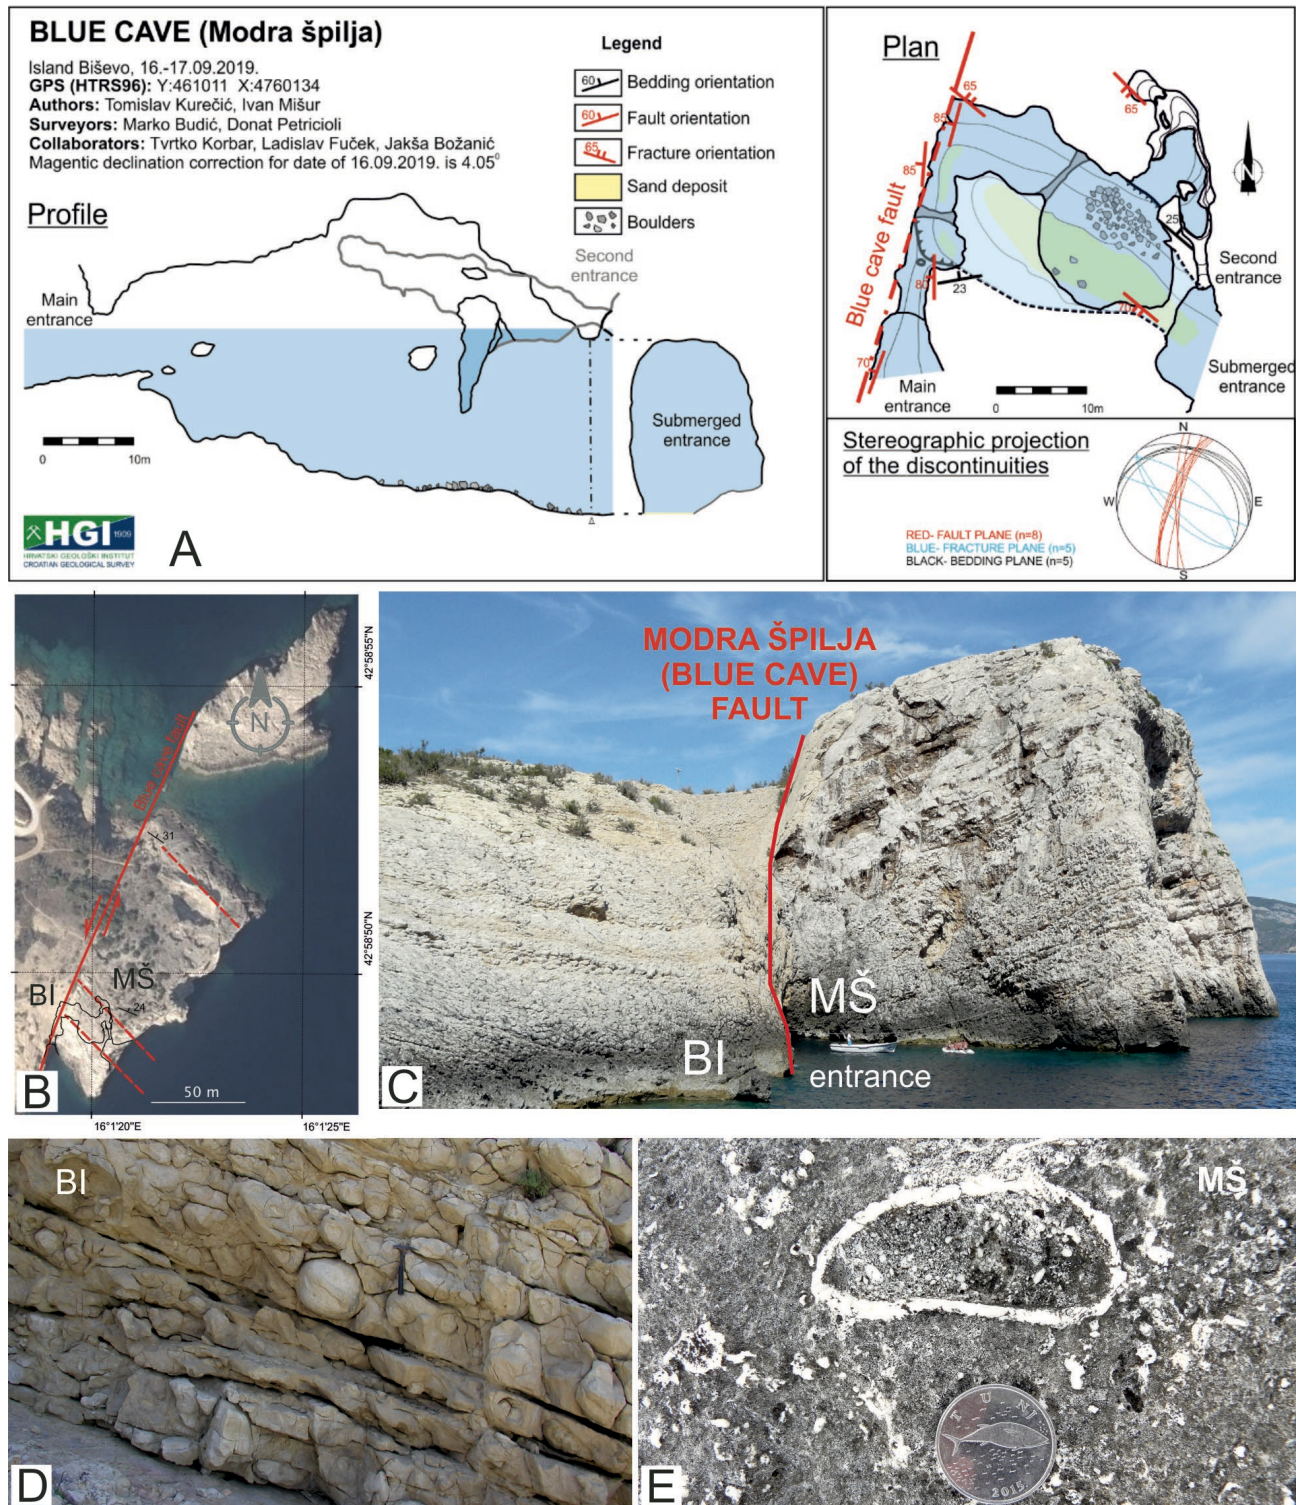 BLUE CAVE (Modra špilja)
Island Biševo, 16.-17.09.2019.
GPS (HTRS96): Y:461011  X:4760134
Authors: Tomislav Kurečić, Ivan Mišur
Surveyors: Marko Budić, Donat Petricioli
Collaborators: Tvrtko Korbar, Ladislav Fuček, Jakša Božanić
Magentic declination correction for date of 16.09.2019. is 4.05⁰
Legend
60
Bedding orientation
60
Fault orientation
65
Fracture orientation
Sand deposit
Boulders
Profile
Second
entrance
Main
entrance
Submerged
entrance
0
10m
HGI 1909
HRVATSKI GEOLOŠKI INSTITUT
CROATIAN GEOLOGICAL SURVEY
A
Plan
65
65
85
85
N
25
Second
entrance
Blue cave fault
80
23
70
70
Main
entrance
0
10m
Submerged
entrance
Stereographic projection
of the discontinuities
N
W
E
S
RED- FAULT PLANE (n=8)
BLUE- FRACTURE PLANE (n=5)
BLACK- BEDDING PLANE (n=5)
42°58'55"N
N
Blue cave fault
31
42°58'50"N
MŠ
BI
24
B
50 m
16°1'20"E
16°1'25"E
MODRA ŠPILJA
(BLUE CAVE)
FAULT
MŠ
BI
entrance
C
BI
D
MŠ
TUNJ
2015
E